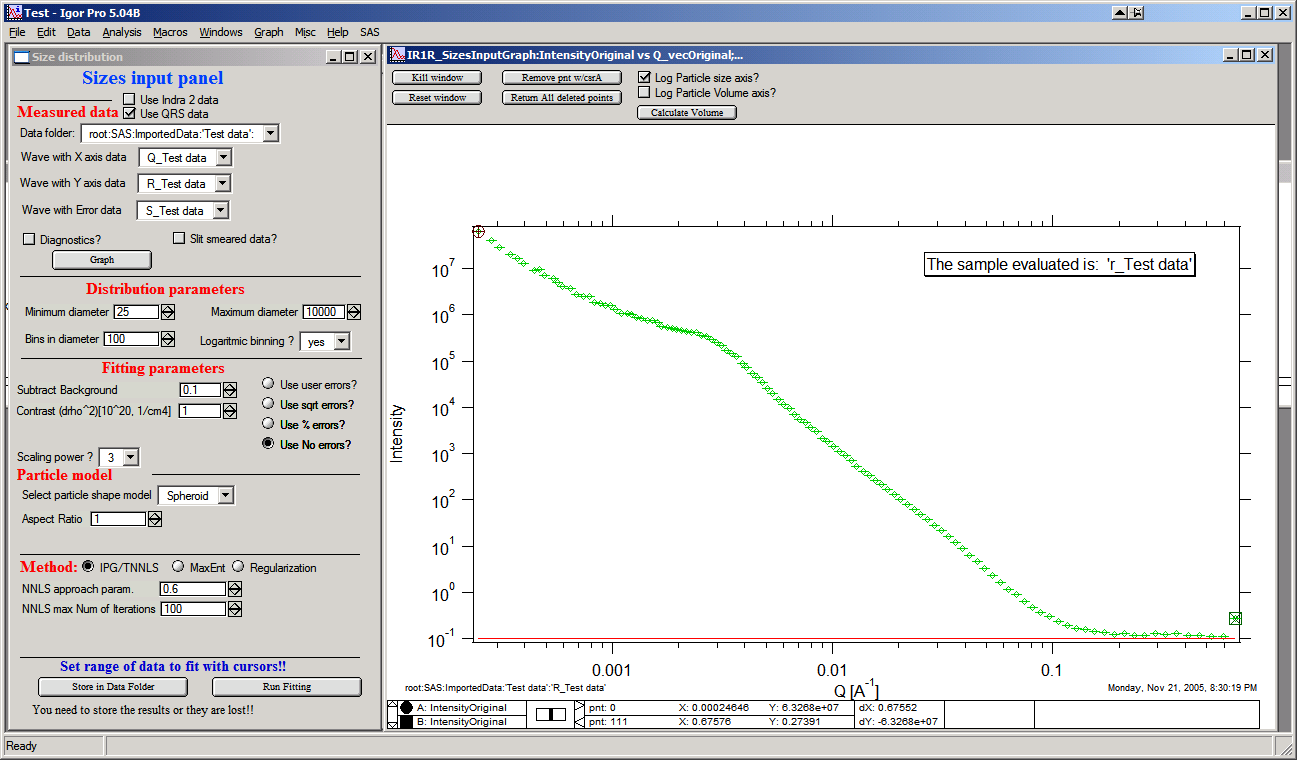 Test - Igor Pro 5.04B
File Edit Data Analysis Macros Windows Graph Misc Help SAS
Size distribution
Sizes input panel
Use Indra 2 data
Measured data Use QRS data
Data folder: root:SAS:ImportedData:'Test data':
Wave with X axis data Q_Test data
Wave with Y axis data R_Test data
Wave with Error data S_Test data
Diagnostics? Slit smeared data?
Graph
Distribution parameters
Minimum diameter 25 Maximum diameter 10000
Bins in diameter 100 Logaritmic binning ? yes
Fitting parameters
Subtract Background 0.1 Use user errors?
Contrast (drho^2)[10^20, 1/cm4] 1 Use sqrt errors?
Use % errors?
Use No errors?
Scaling power ? 3
Particle model
Select particle shape model Spheroid
Aspect Ratio 1
Method: IPG/TNNLS MaxEnt Regularization
NNLS approach param. 0.6
NNLS max Num of Iterations 100
Set range of data to fit with cursors!!
Store in Data Folder Run Fitting
You need to store the results or they are lost!!
IR1R_SizesInputGraph:IntensityOriginal vs Q_vecOriginal;...
Kill window Remove pnt w/csrA Log Particle size axis?
Reset window Return All deleted points Log Particle Volume axis?
Calculate Volume
The sample evaluated is: 'r_Test data'
10^7
10^6
10^5
10^4
10^3
10^2
10^1
10^0
10^-1
Intensity
0.001 0.01 0.1
Q [A^-1]
root:SAS:ImportedData:'Test data':'R_Test data'
Monday, Nov 21, 2005, 8:30:19 PM
A: IntensityOriginal pnt: 0 X: 0.00024646 Y: 6.3268e+07 dX: 0.67552
B: IntensityOriginal pnt: 111 X: 0.67576 Y: 0.27391 dY: -6.3268e+07
Ready